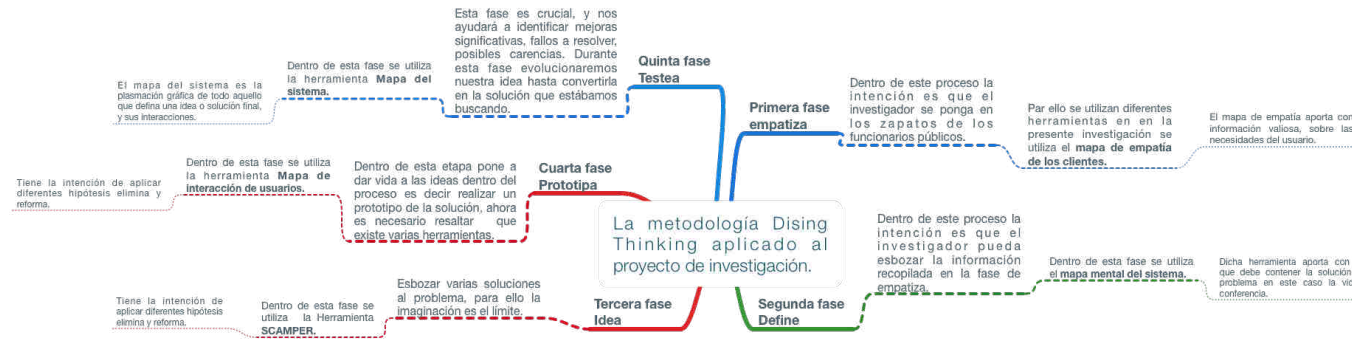 La metodología Dising
Thinking aplicado al
proyecto de investigación.
Primera fase
empatiza
Dentro de este proceso la
intención es que el
investigador se ponga en
los zapatos de los
funcionarios públicos.
Par ello se utilizan diferentes
herramientas en en la
presente investigación se
utiliza el mapa de empatía
de los clientes.
El mapa de empatía aporta con
información valiosa, sobre las
necesidades del usuario.
Segunda fase
Define
Dentro de este proceso la
intención es que el
investigador pueda
esbozar la información
recopilada en la fase de
empatiza.
Dentro de esta fase se utiliza
el mapa mental del sistema.
Dicha herramienta aporta con
que debe contener la solución
problema en este caso la
conferencia.
Tercera fase
Idea
Esbozar varias soluciones
al problema, para ello la
imaginación es el límite.
Dentro de esta fase se
utiliza la Herramienta
SCAMPER.
Tiene la intención de
aplicar diferentes hipótesis
elimina y reforma.
Cuarta fase
Prototipa
Dentro de esta etapa pone a
dar vida a las ideas dentro del
proceso es decir realizar un
prototipo de la solución, ahora
es necesario resaltar que
existe varias herramientas.
Dentro de esta fase se utiliza
la herramienta Mapa de
interacción de usuarios.
Tiene la intención de aplicar
diferentes hipótesis elimina y
reforma.
Quinta fase
Testea
Esta fase es crucial, y nos
ayudará a identificar mejoras
significativas, fallos a resolver,
posibles carencias. Durante
esta fase evolucionaremos
nuestra idea hasta convertirla
en la solución que estábamos
buscando.
Dentro de esta fase se utiliza
la herramienta Mapa del
sistema.
El mapa del sistema es la
plasmación gráfica de todo aquello
que defina una idea o solución final,
y sus interacciones.